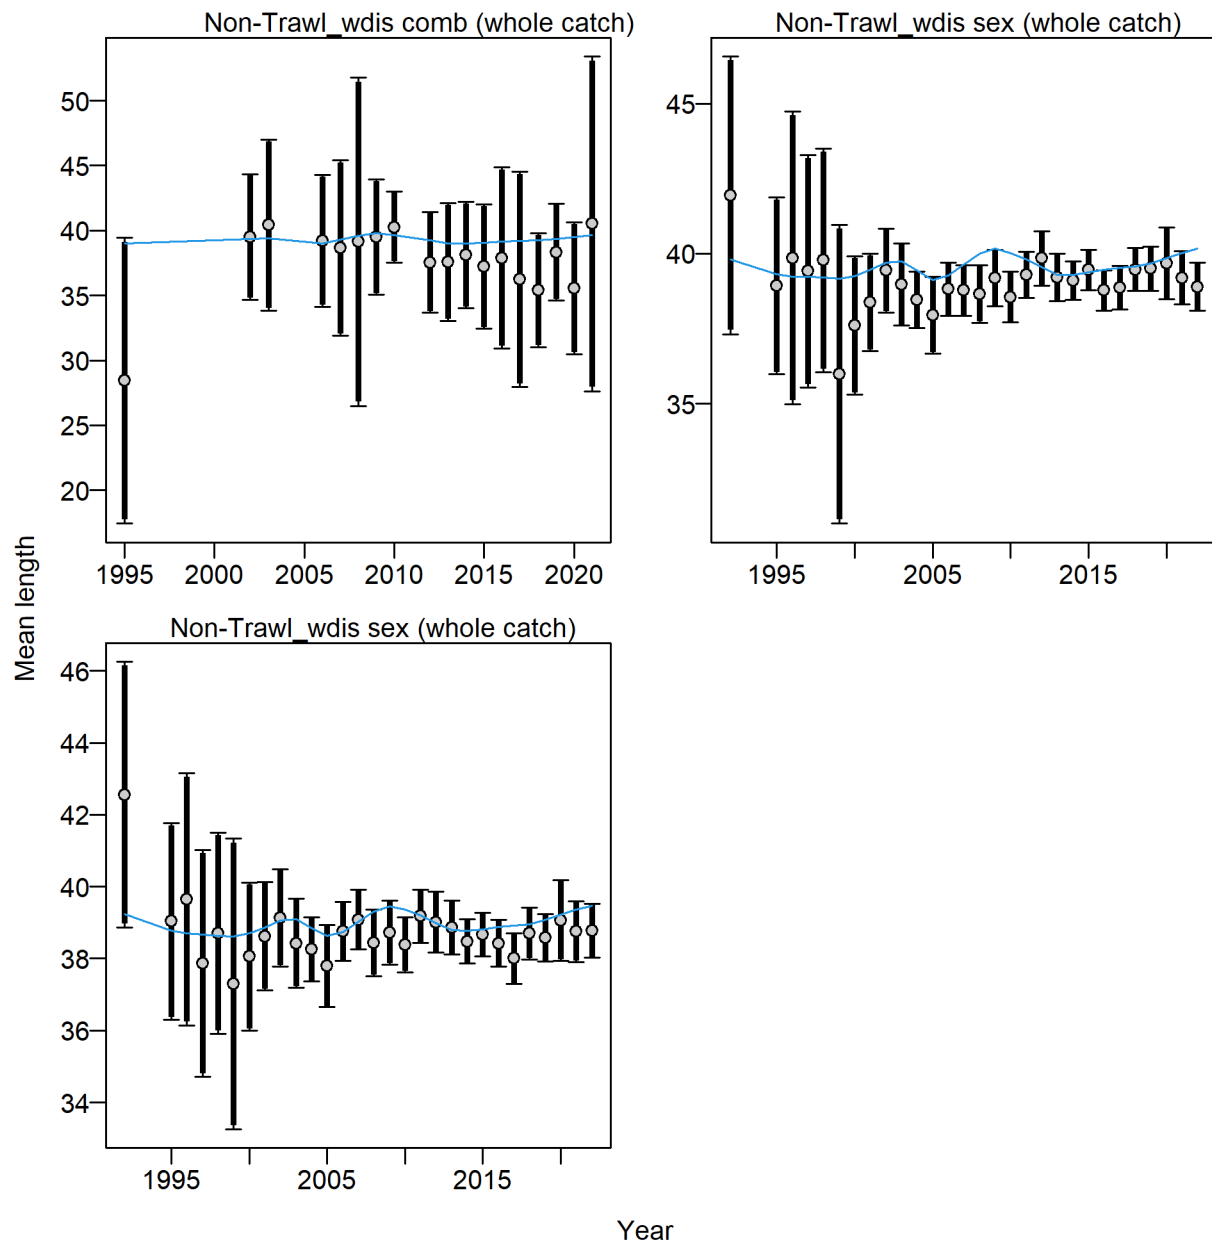 Non-Trawl_wdis comb (whole catch)
50
45
40
35
30
25
20
1995 2000 2005 2010 2015 2020
Non-Trawl_wdis sex (whole catch)
45
40
35
1995 2005 2015
Non-Trawl_wdis sex (whole catch)
46
44
42
40
38
36
34
1995 2005 2015
Mean length
Year